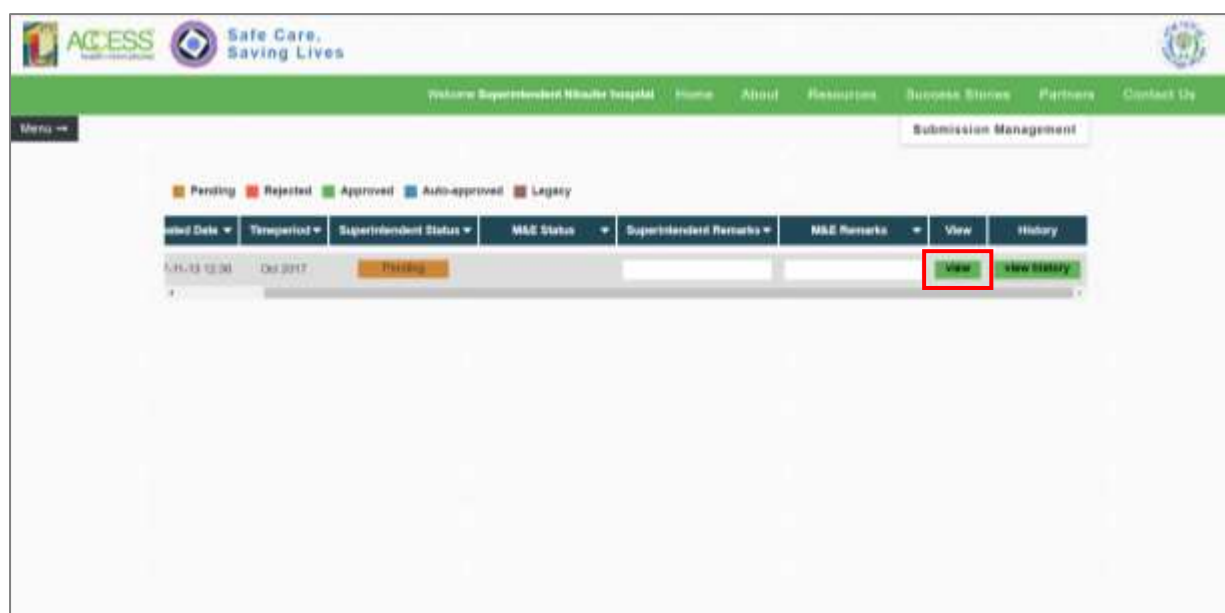 ACCESS
Safe Care,
Saving Lives
Welcome Superintendent hospital Home About Resources Success Stories Partners Contact Us
Menu →
Submission Management
Pending Rejected Approved Auto-approved Legacy
Date Timeperiod Superintendent Status M&E Status Superintendent Remarks M&E Remarks View History
Oct 2017 Pending view view history